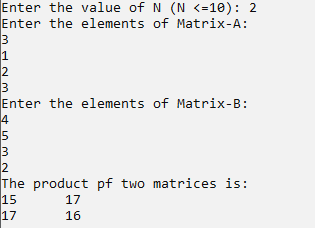 Enter the value of N (N <=10): 2
Enter the elements of Matrix-A:
3
1
2
3
Enter the elements of Matrix-B:
4
5
3
2
The product pf two matrices is:
15 17
17 16